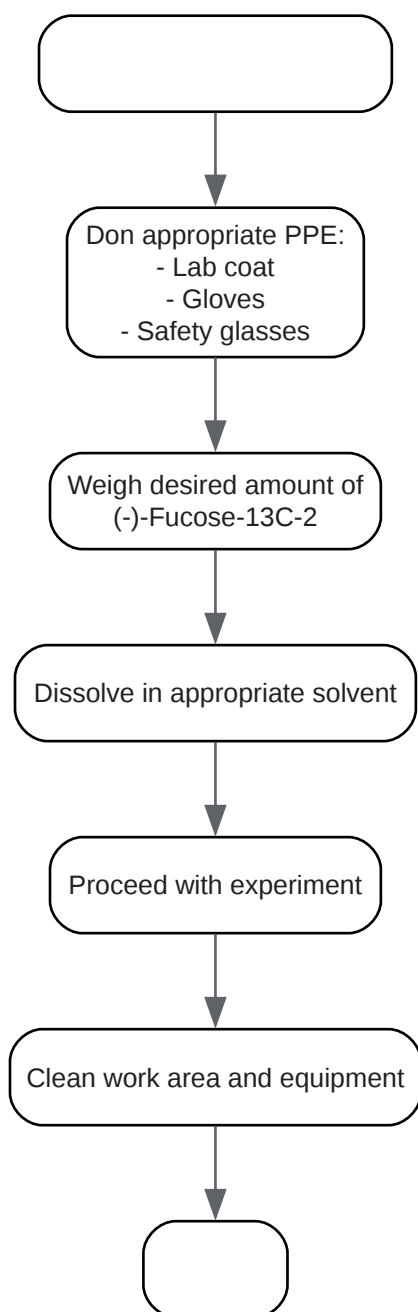 Don appropriate PPE:
- Lab coat
- Gloves
- Safety glasses
Weigh desired amount of
(-)-Fucose-13C-2
Dissolve in appropriate solvent
Proceed with experiment
Clean work area and equipment